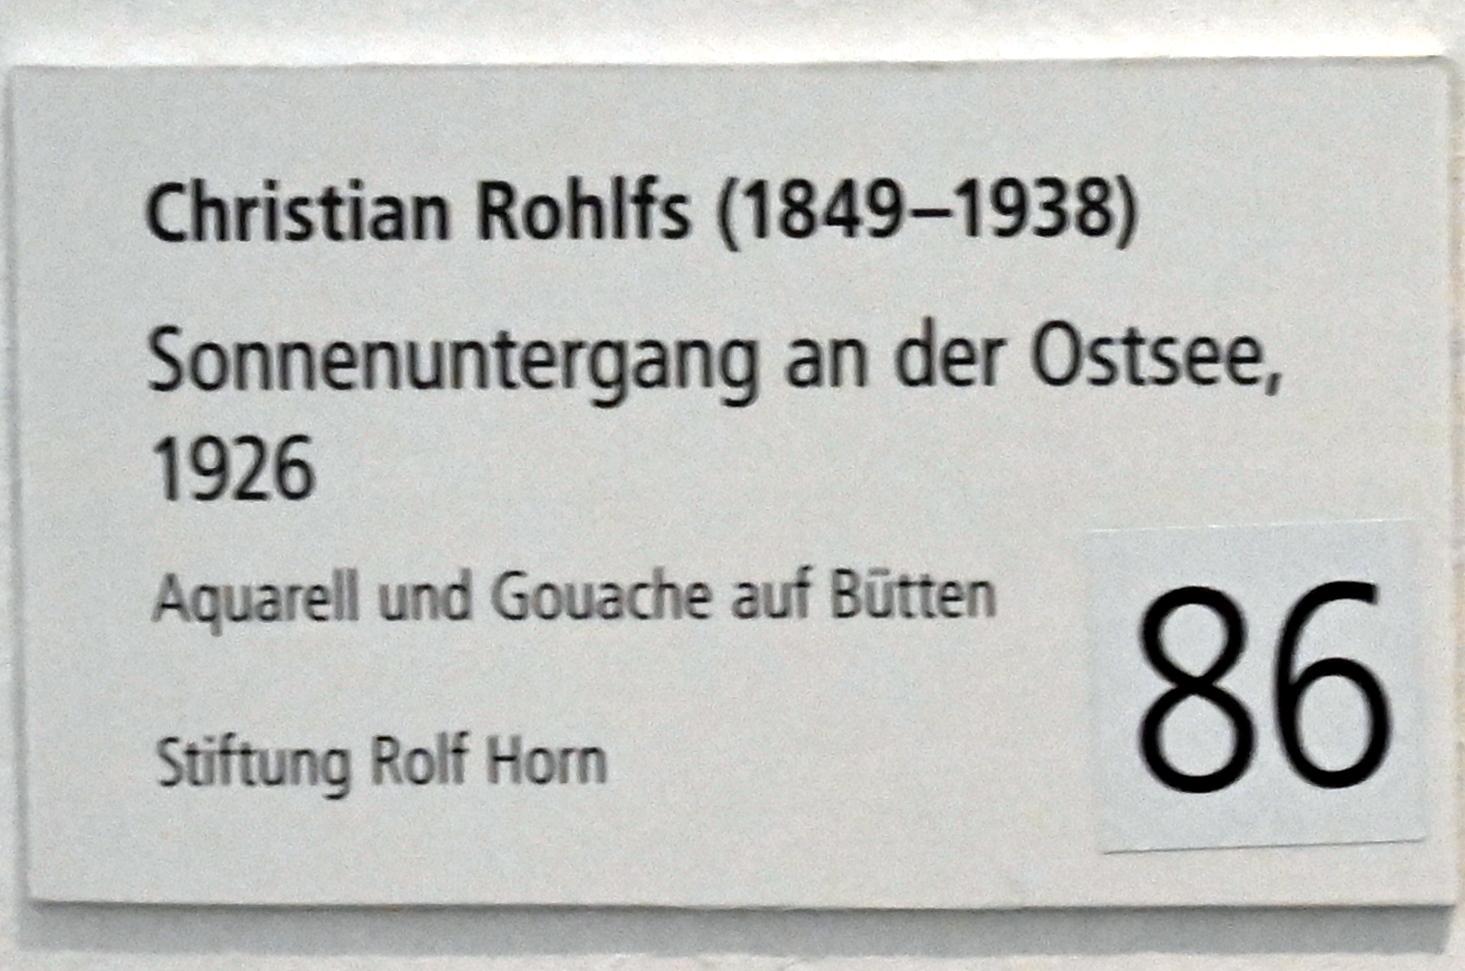 Christian Rohlfs (1849–1938)
Sonnenuntergang an der Ostsee,
1926
Aquarell und Gouache auf Bütten
Stiftung Rolf Horn
86